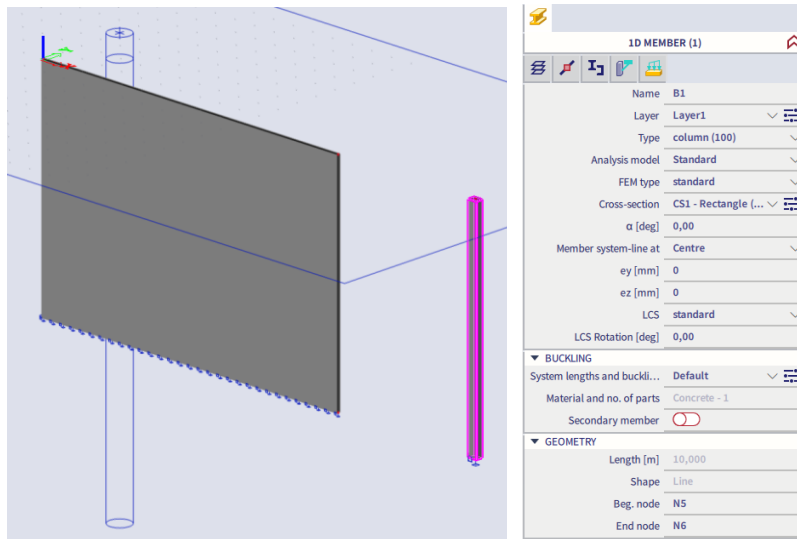 1D MEMBER (1)
Name B1
Layer Layer1
Type column (100)
Analysis model Standard
FEM type standard
Cross-section CS1 - Rectangle (...
α [deg] 0,00
Member system-line at Centre
ey [mm] 0
ez [mm] 0
LCS standard
LCS Rotation [deg] 0,00
BUCKLING
System lengths and buckli... Default
Material and no. of parts Concrete - 1
Secondary member
GEOMETRY
Length [m] 10,000
Shape Line
Beg. node N5
End node N6